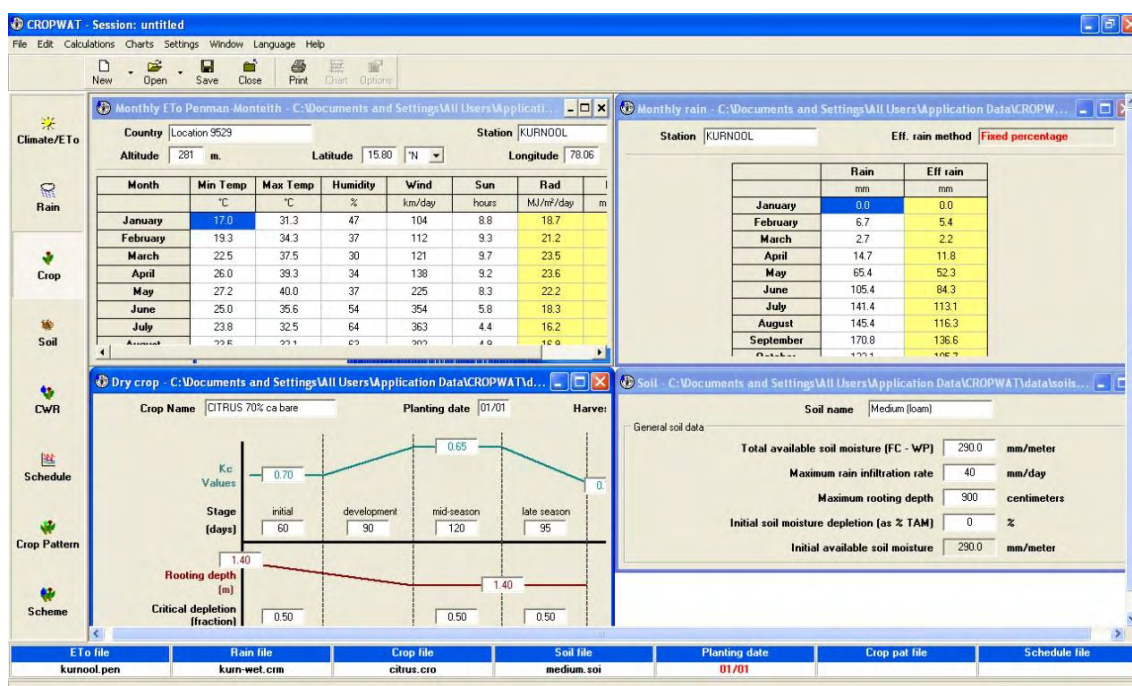 CROPWAT - Session: untitled
File Edit Calculations Charts Settings Window Language Help
New Open Save Close Print Chart Options
Climate/ETo
Rain
Crop
Soil
CWR
Schedule
Crop Pattern
Scheme
Monthly ETo Penman-Monteith - C:\Documents and Settings\All Users\Applicati...
Country Location 9529 Station KURNOOL
Altitude 281 m. Latitude 15.80 °N Longitude 78.06
Month Min Temp Max Temp Humidity Wind Sun Rad
°C °C % km/day hours MJ/m²/day m
January 17.0 31.3 47 104 8.8 18.7
February 19.3 34.3 37 112 9.3 21.2
March 22.5 37.5 30 121 9.7 23.5
April 26.0 39.3 34 138 9.2 23.6
May 27.2 40.0 37 225 8.3 22.2
June 25.0 35.6 54 354 5.8 18.3
July 23.8 32.5 64 363 4.4 16.2
Monthly rain - C:\Documents and Settings\All Users\Application Data\CROPW...
Station KURNOOL Eff. rain method Fixed percentage
Rain Eff rain
mm mm
January 0.0 0.0
February 6.7 5.4
March 2.7 2.2
April 14.7 11.8
May 65.4 52.3
June 105.4 84.3
July 141.4 113.1
August 145.4 116.3
September 170.8 136.6
Dry crop - C:\Documents and Settings\All Users\Application Data\CROPWAT\d...
Crop Name CITRUS 70% ca bare Planting date 01/01 Harve
Kc
Values
0.70 0.65
Stage initial development mid-season late season
(days) 60 90 120 95
1.40
Rooting depth
(m)
1.40
Critical depletion
(fraction) 0.50 0.50 0.50
Soil - C:\Documents and Settings\All Users\Application Data\CROPWAT\data\soils...
Soil name Medium (loam)
General soil data
Total available soil moisture (FC - WP) 290.0 mm/meter
Maximum rain infiltration rate 40 mm/day
Maximum rooting depth 900 centimeters
Initial soil moisture depletion (as % TAM) 0 %
Initial available soil moisture 290.0 mm/meter
ETo file Rain file Crop file Soil file Planting date Crop pat file Schedule file
kurnool.pen kurn-wet.crm citrus.cro medium.soi 01/01